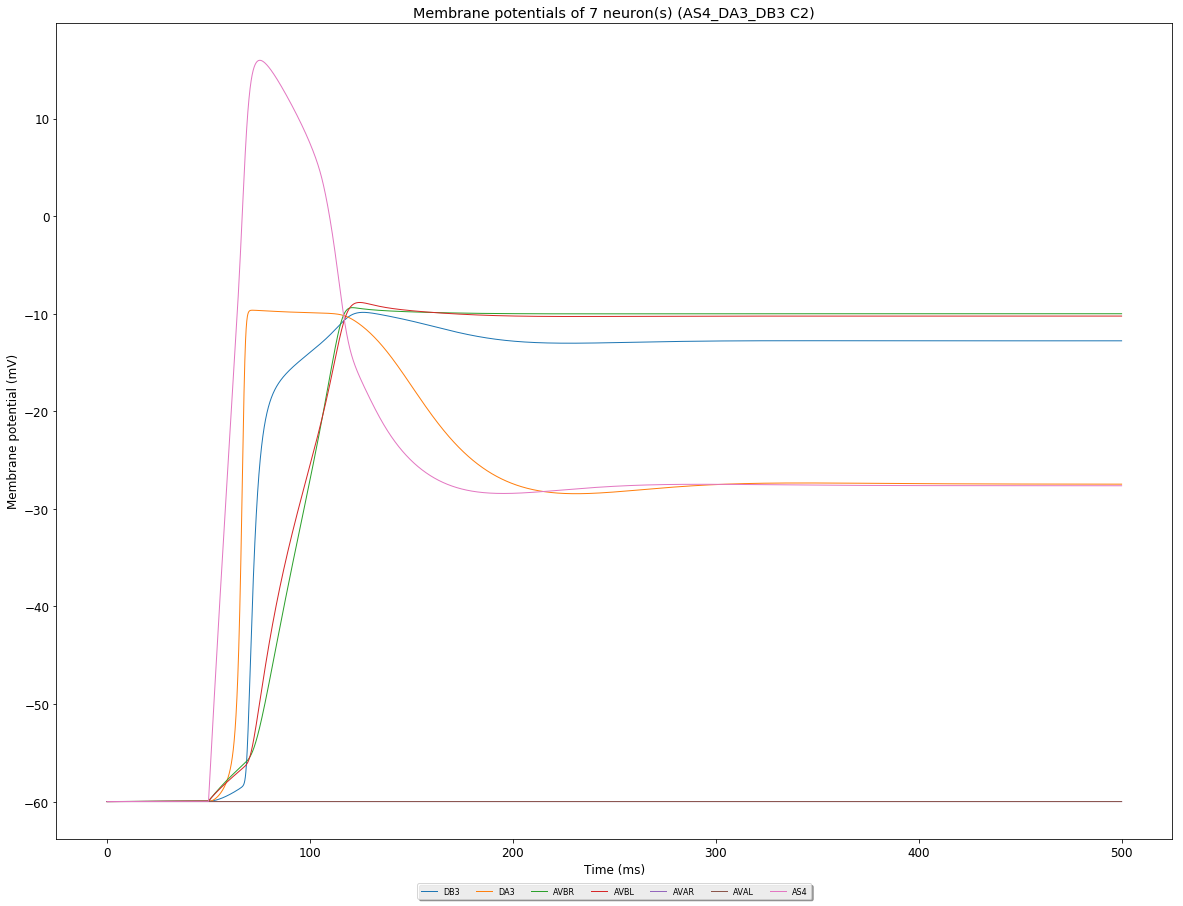 Membrane potentials of 7 neuron(s) (AS4_DA3_DB3 C2)
Membrane potential (mV)
10
0
−10
−20
−30
−40
−50
−60
0 100 200 300 400 500
Time (ms)
DB3 DA3 AVBR AVBL AVAR AVAL AS4